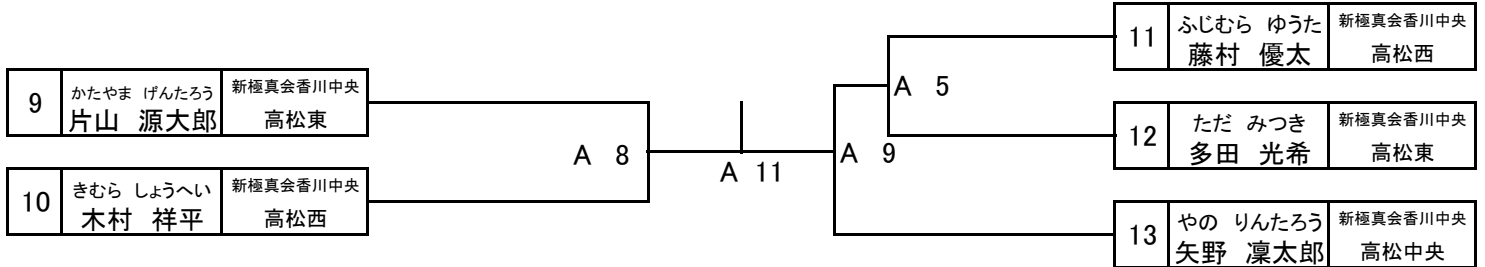 9
かたやま げんたろう
片山 源大郎
新極真会香川中央
高松東
10
きむら しょうへい
木村 祥平
新極真会香川中央
高松西
A 8
A 11
A 9
A 5
11
ふじむら ゆうた
藤村 優太
新極真会香川中央
高松西
12
ただ みつき
多田 光希
新極真会香川中央
高松東
13
やの りんたろう
矢野 凜太郎
新極真会香川中央
高松中央